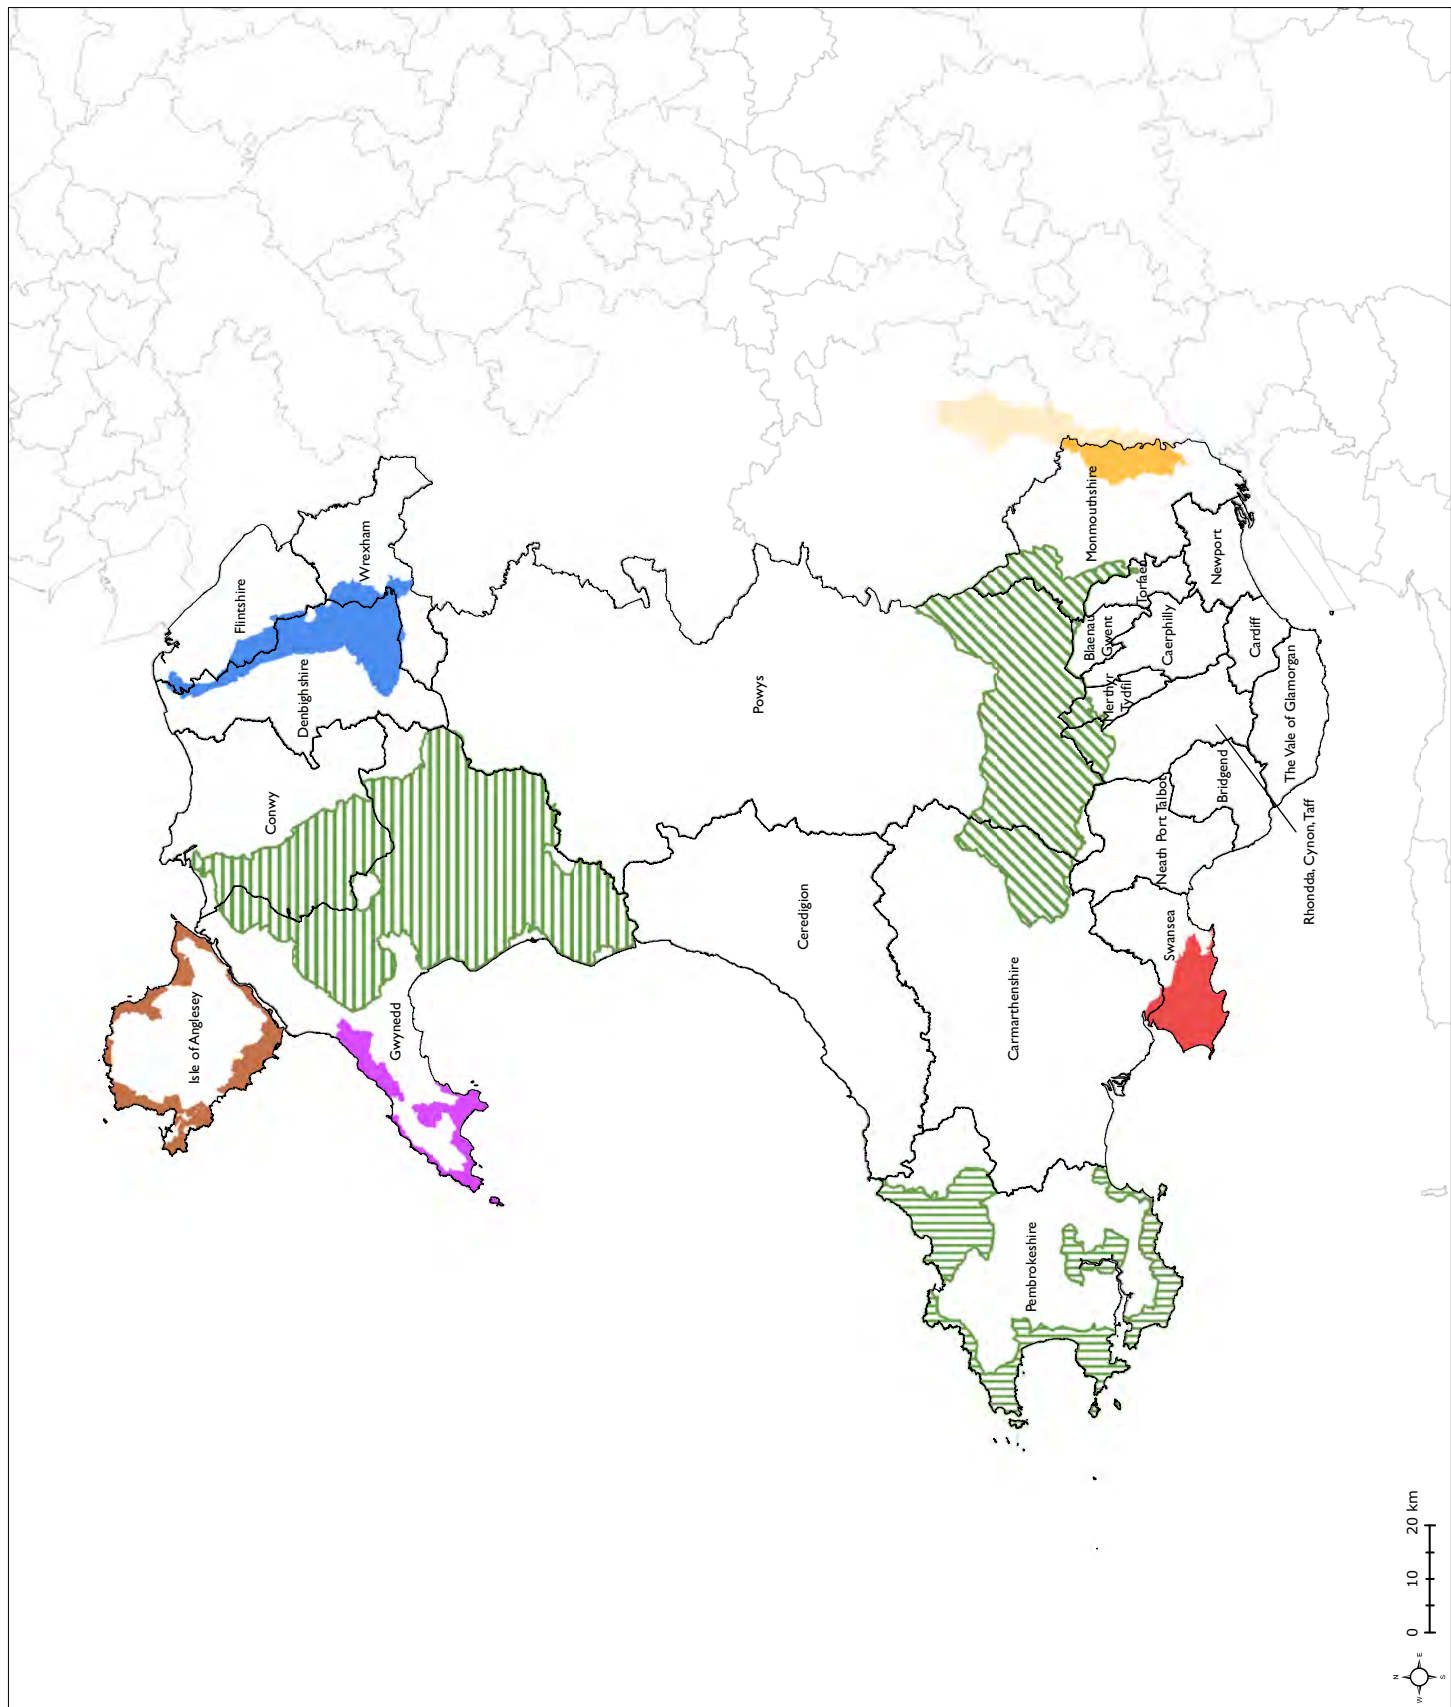 Isle of Anglesey
Gwynedd
Conwy
Denbighshire
Flintshire
Wrexham
Powys
Ceredigion
Pembrokeshire
Carmarthenshire
Swansea
Neath Port Talbot
Bridgend
Rhondda, Cynon, Taff
The Vale of Glamorgan
Merthyr
Tydfil
Blaenau
Gwent
Caerphilly
Cardiff
Torfaen
Newport
Monmouthshire
N
W
E
S
0 10 20 km